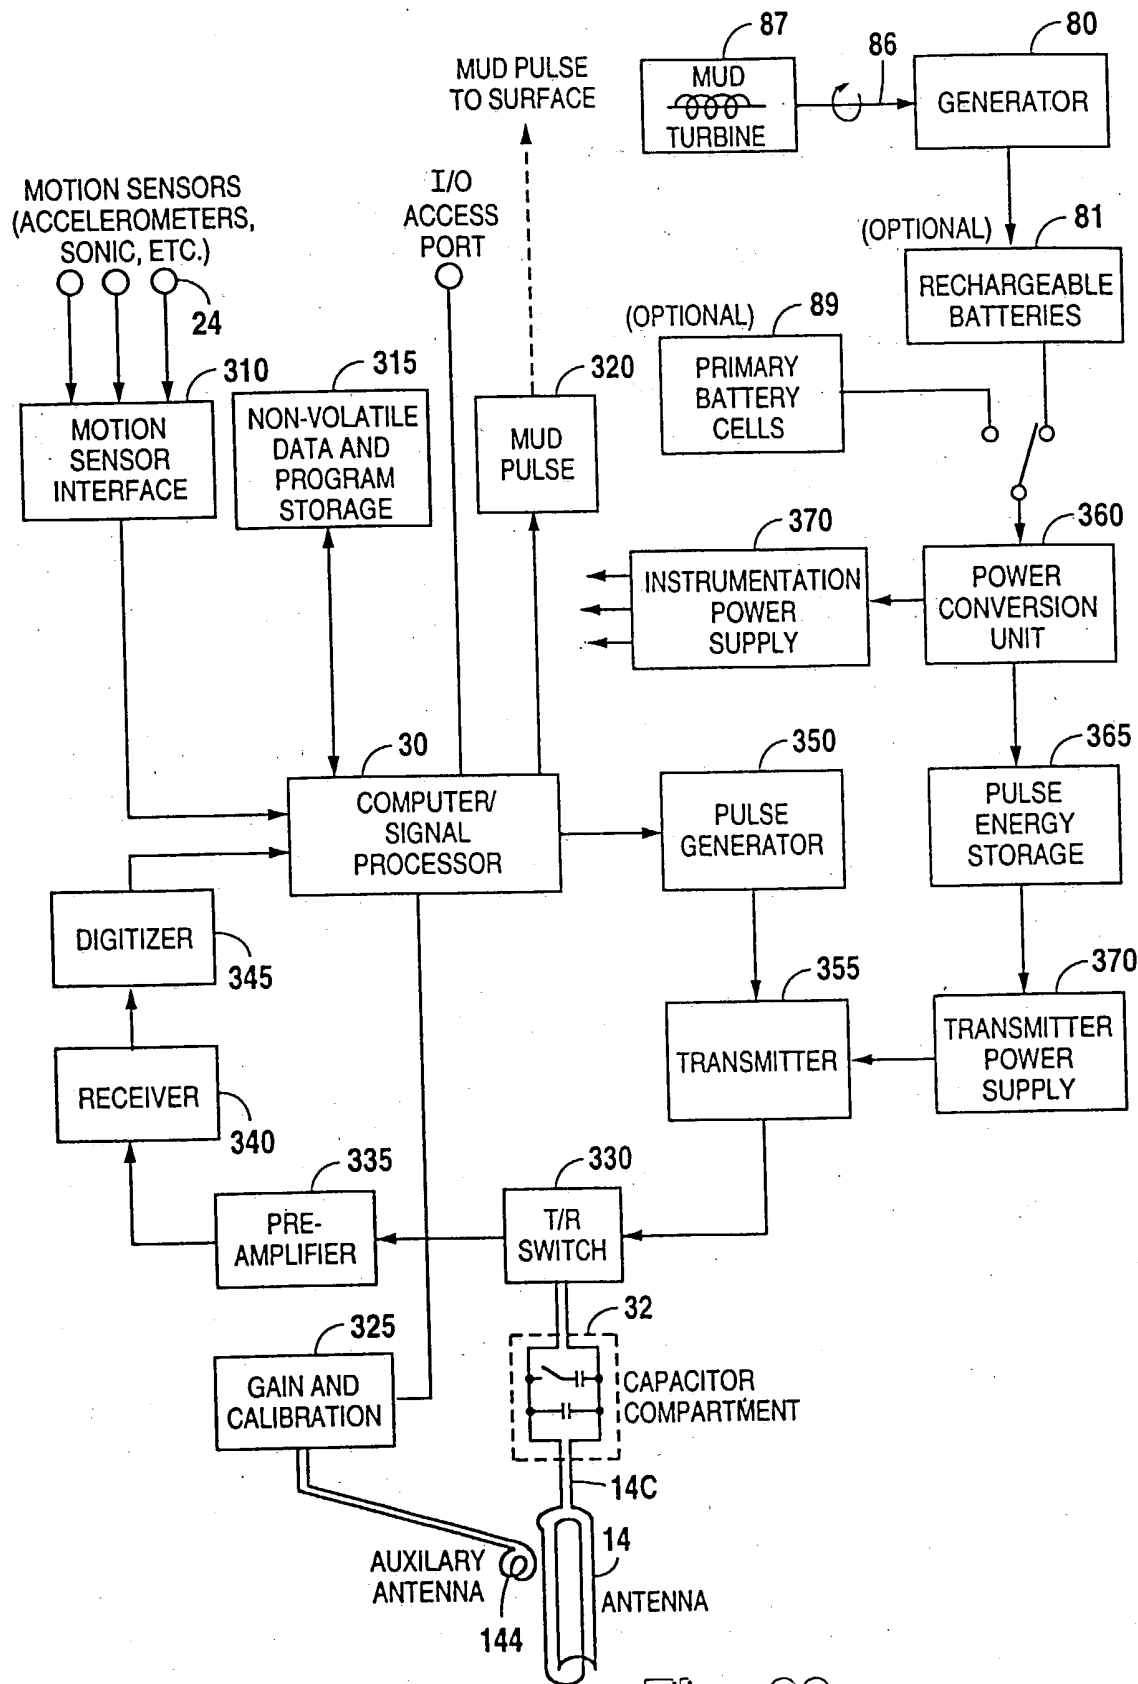 87
MUD
TURBINE
86
80
GENERATOR
MUD PULSE
TO SURFACE
MOTION SENSORS
(ACCELEROMETERS,
SONIC, ETC.)
24
I/O
ACCESS
PORT
(OPTIONAL)
81
RECHARGEABLE
BATTERIES
(OPTIONAL)
89
PRIMARY
BATTERY
CELLS
310
MOTION
SENSOR
INTERFACE
315
NON-VOLATILE
DATA AND
PROGRAM
STORAGE
320
MUD
PULSE
370
INSTRUMENTATION
POWER
SUPPLY
360
POWER
CONVERSION
UNIT
30
COMPUTER/
SIGNAL
PROCESSOR
350
PULSE
GENERATOR
365
PULSE
ENERGY
STORAGE
DIGITIZER
345
355
TRANSMITTER
370
TRANSMITTER
POWER
SUPPLY
RECEIVER
340
335
PRE-
AMPLIFIER
330
T/R
SWITCH
325
GAIN AND
CALIBRATION
32
CAPACITOR
COMPARTMENT
14C
14
AUXILARY
ANTENNA
144
ANTENNA